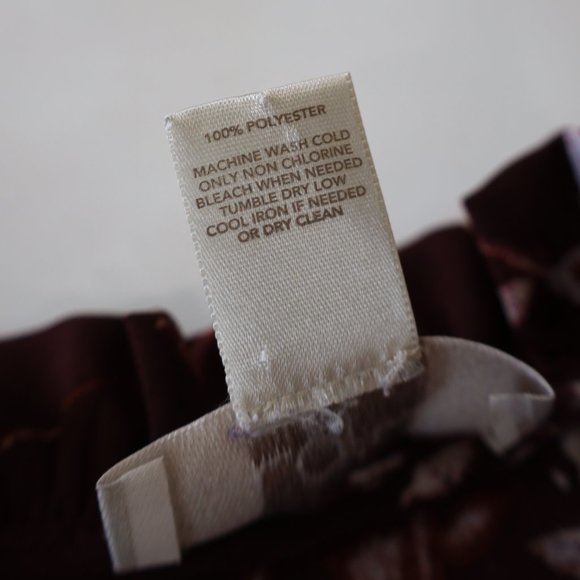 100% POLYESTER
MACHINE WASH COLD
ONLY NON CHLORINE
BLEACH WHEN NEEDED
TUMBLE DRY LOW
COOL IRON IF NEEDED
OR DRY CLEAN